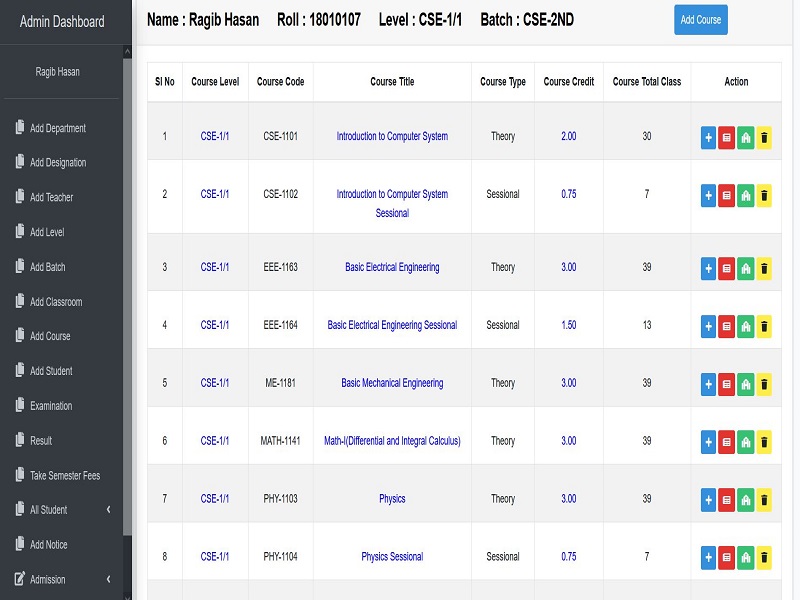 Admin Dashboard
Ragib Hasan
Add Department
Add Designation
Add Teacher
Add Level
Add Batch
Add Classroom
Add Course
Add Student
Examination
Result
Take Semester Fees
All Student
Add Notice
Admission
Name : Ragib Hasan Roll : 18010107 Level : CSE-1/1 Batch : CSE-2ND
Add Course
Sl No Course Level Course Code Course Title Course Type Course Credit Course Total Class Action
1 CSE-1/1 CSE-1101 Introduction to Computer System Theory 2.00 30
2 CSE-1/1 CSE-1102 Introduction to Computer System Sessional 0.75 7
Sessional
3 CSE-1/1 EEE-1163 Basic Electrical Engineering Theory 3.00 39
4 CSE-1/1 EEE-1164 Basic Electrical Engineering Sessional Sessional 1.50 13
5 CSE-1/1 ME-1181 Basic Mechanical Engineering Theory 3.00 39
6 CSE-1/1 MATH-1141 Math-I(Differential and Integral Calculus) Theory 3.00 39
7 CSE-1/1 PHY-1103 Physics Theory 3.00 39
8 CSE-1/1 PHY-1104 Physics Sessional Sessional 0.75 7